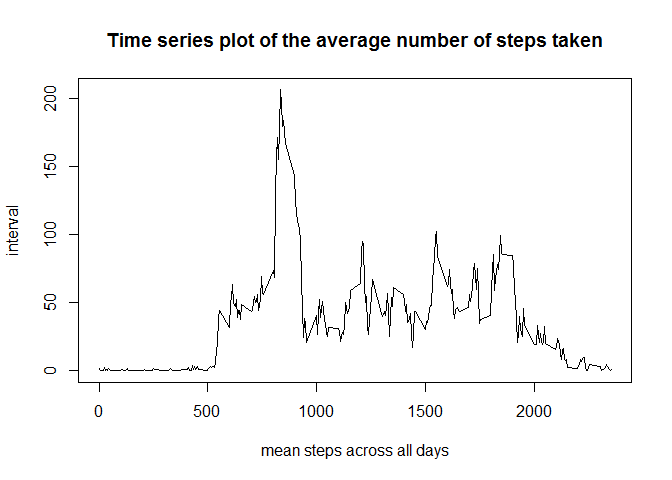 Time series plot of the average number of steps taken
interval
200
150
100
50
0
0 500 1000 1500 2000
mean steps across all days